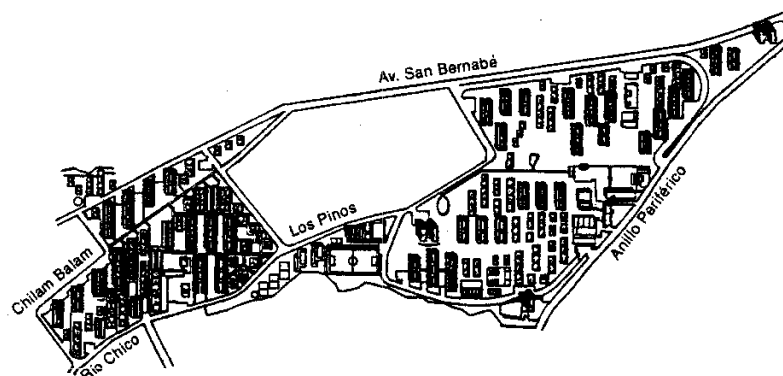 Av. San Bernabé
Los Pinos
Anillo Periférico
Chilam Balam
Río Chico